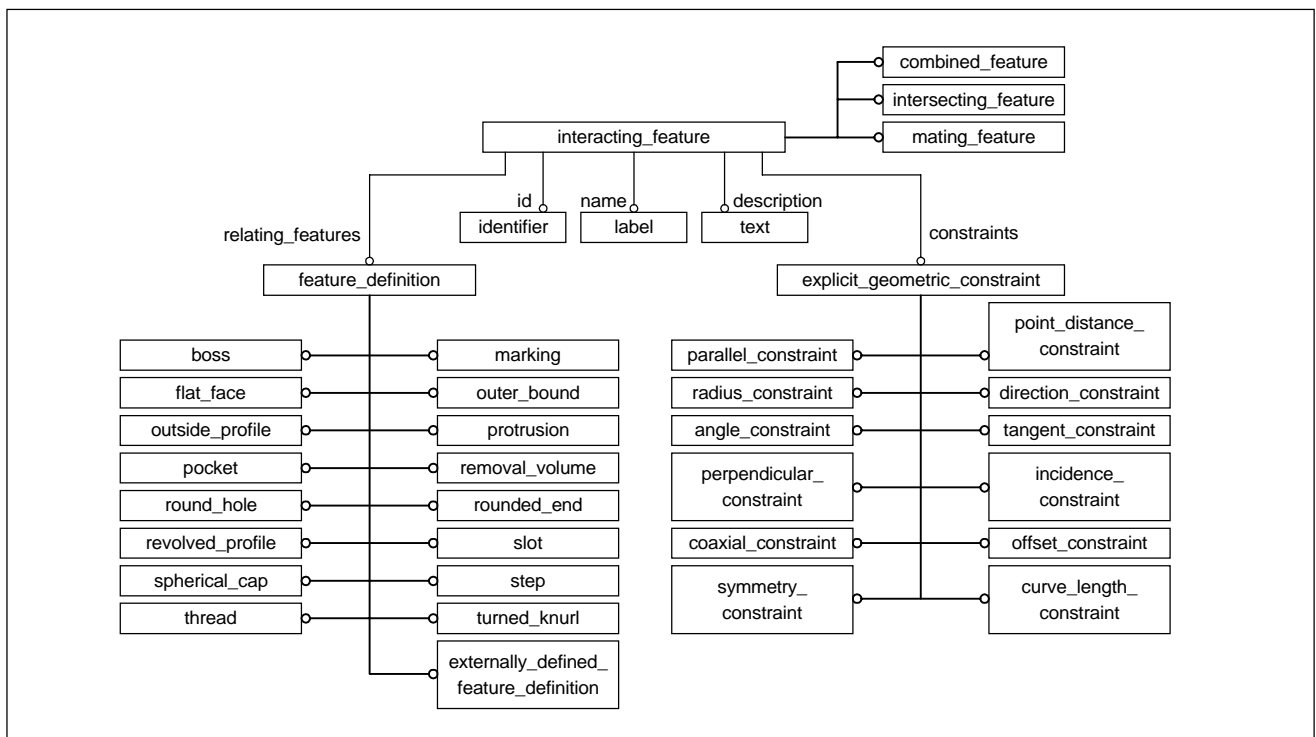 combined_feature
intersecting_feature
interacting_feature
mating_feature
id
name
description
identifier
label
text
relating_features
constraints
feature_definition
explicit_geometric_constraint
boss
marking
flat_face
outer_bound
outside_profile
protrusion
pocket
removal_volume
round_hole
rounded_end
revolved_profile
slot
spherical_cap
step
thread
turned_knurl
externally_defined_
feature_definition
parallel_constraint
point_distance_
constraint
radius_constraint
direction_constraint
angle_constraint
tangent_constraint
perpendicular_
constraint
incidence_
constraint
coaxial_constraint
offset_constraint
symmetry_
constraint
curve_length_
constraint